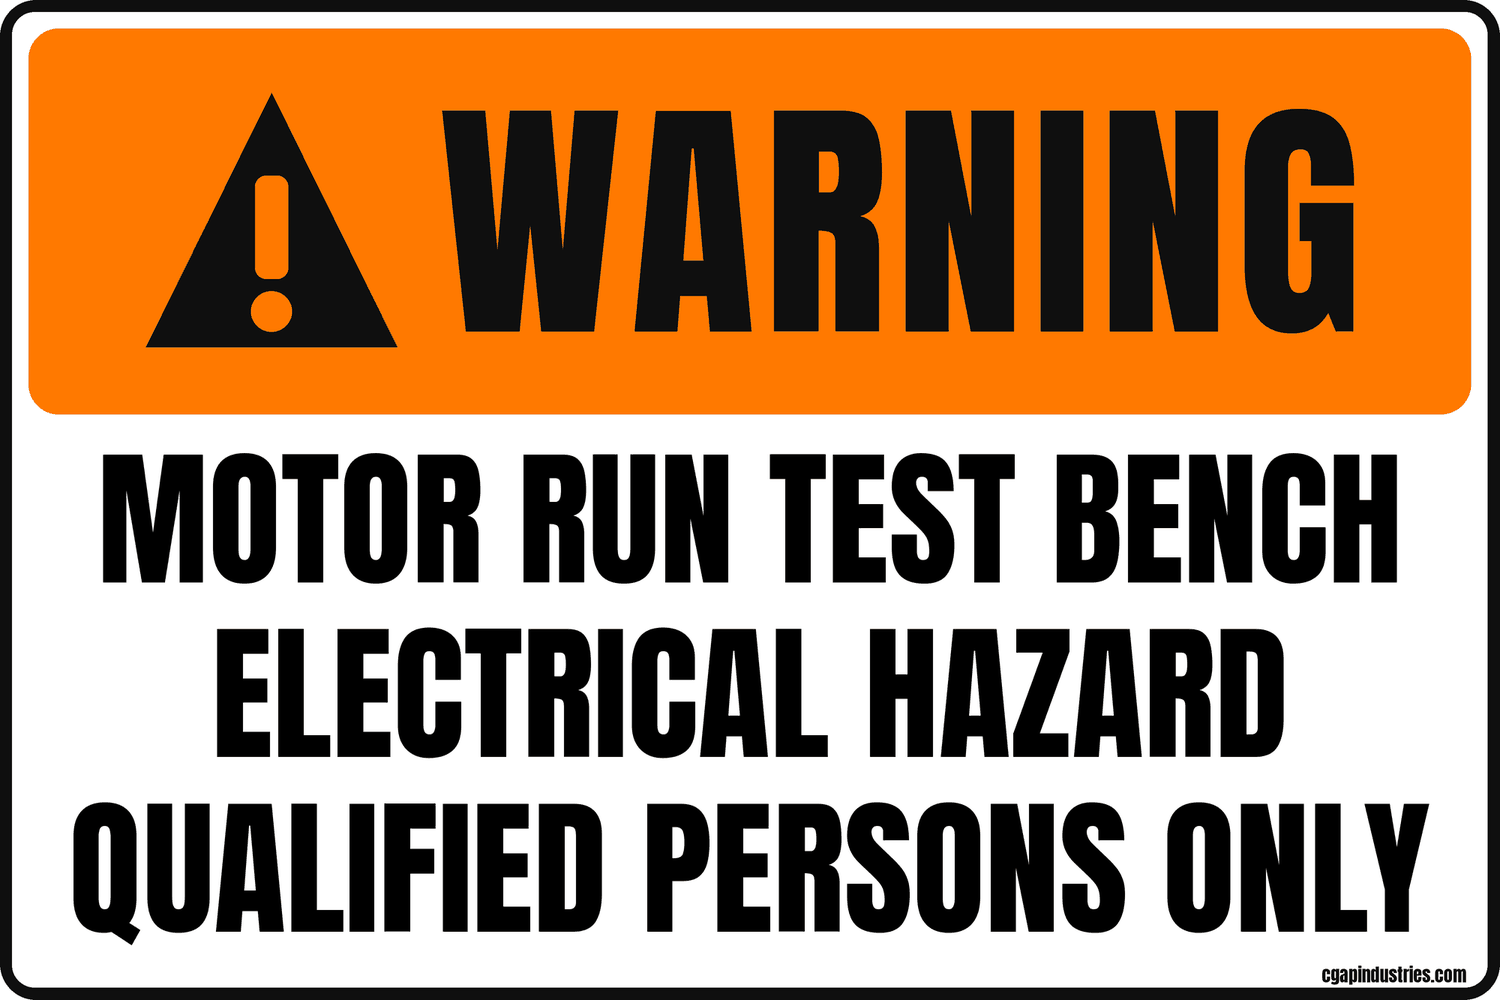 WARNING
MOTOR RUN TEST BENCH
ELECTRICAL HAZARD
QUALIFIED PERSONS ONLY
cgapindustries.com